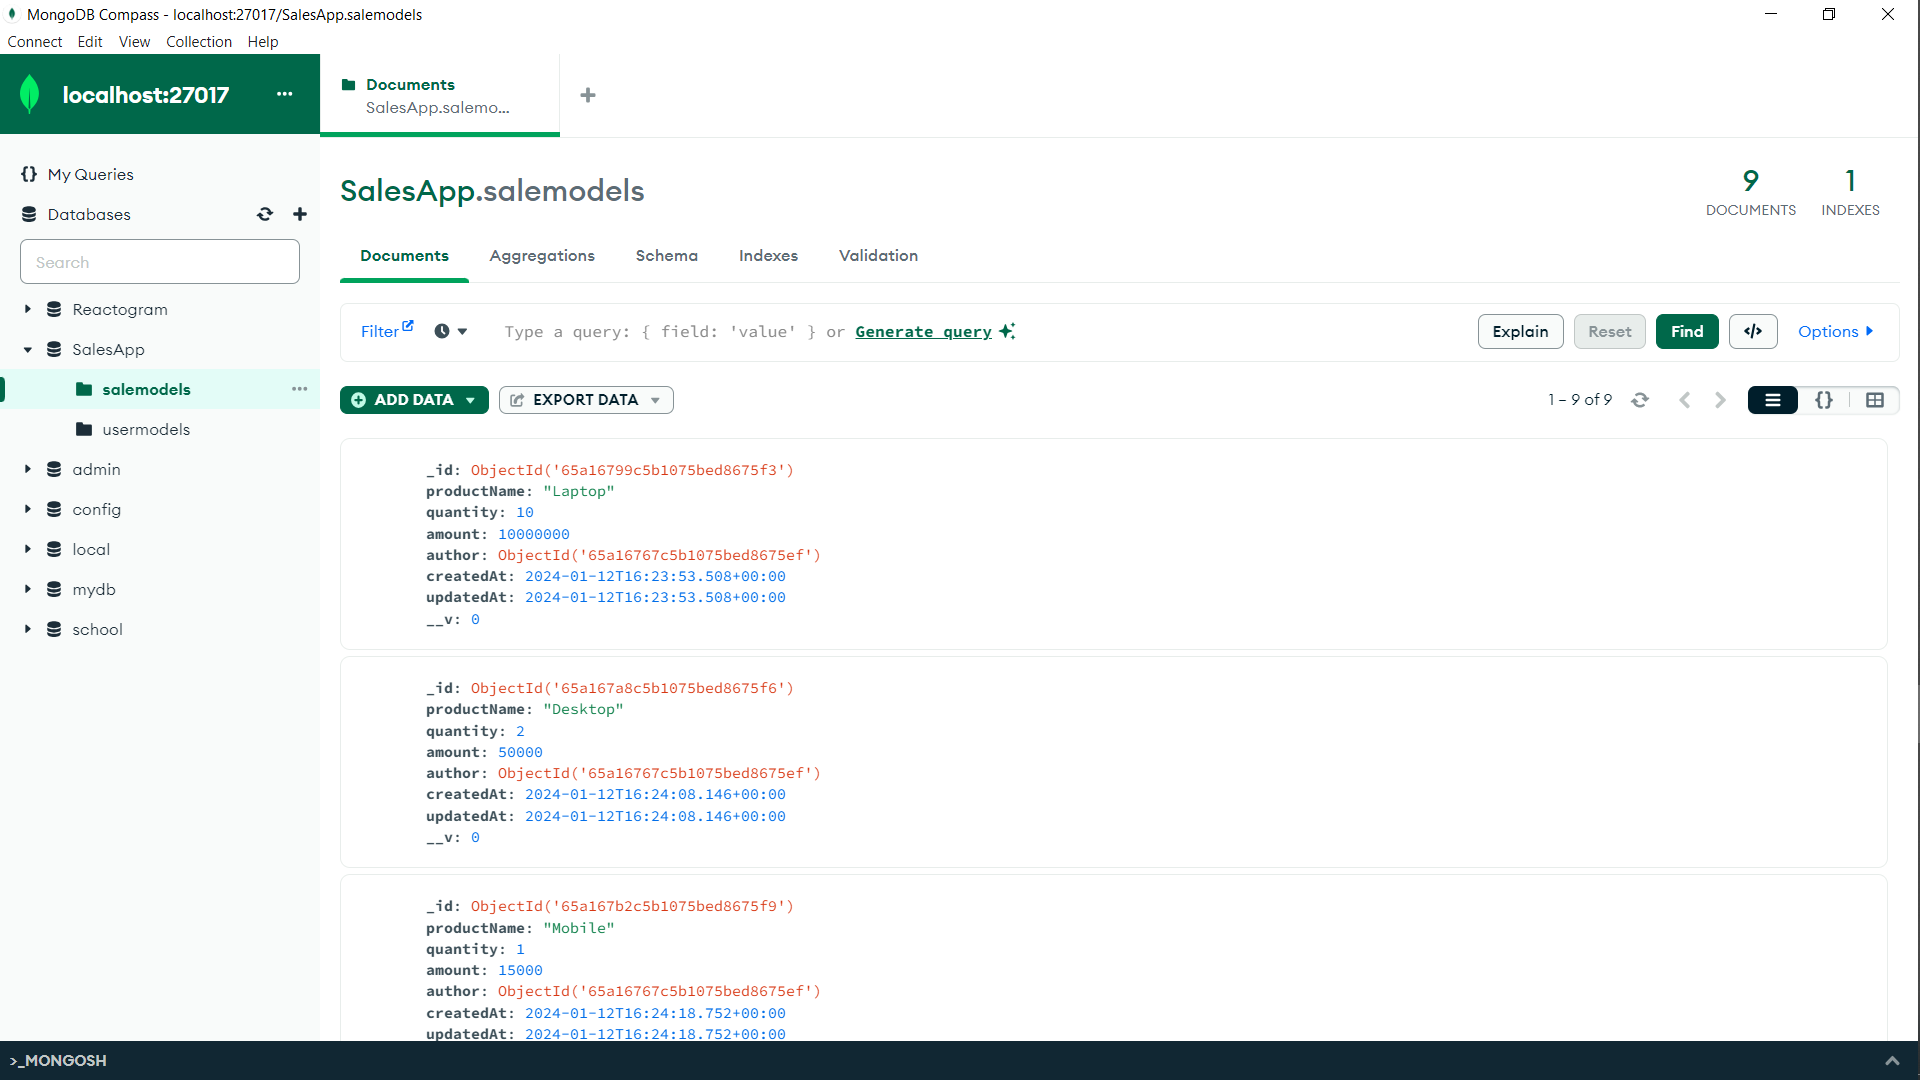 MongoDB Compass - localhost:27017/SalesApp.salemodels
Connect Edit View Collection Help
localhost:27017 ...
Documents
SalesApp.salemo...
My Queries
Databases
Search
Reactogram
SalesApp
salemodels
usermodels
admin
config
local
mydb
school
SalesApp.salemodels
9
DOCUMENTS
1
INDEXES
Documents Aggregations Schema Indexes Validation
Filter Type a query: { field: 'value' } or Generate query Explain Reset Find </> Options
ADD DATA EXPORT DATA 1 – 9 of 9 {}
_id: ObjectId('65a16799c5b1075bed8675f3')
productName: "Laptop"
quantity: 10
amount: 10000000
author: ObjectId('65a16767c5b1075bed8675ef')
createdAt: 2024-01-12T16:23:53.508+00:00
updatedAt: 2024-01-12T16:23:53.508+00:00
__v: 0
_id: ObjectId('65a167a8c5b1075bed8675f6')
productName: "Desktop"
quantity: 2
amount: 50000
author: ObjectId('65a16767c5b1075bed8675ef')
createdAt: 2024-01-12T16:24:08.146+00:00
updatedAt: 2024-01-12T16:24:08.146+00:00
__v: 0
_id: ObjectId('65a167b2c5b1075bed8675f9')
productName: "Mobile"
quantity: 1
amount: 15000
author: ObjectId('65a16767c5b1075bed8675ef')
createdAt: 2024-01-12T16:24:18.752+00:00
updatedAt: 2024-01-12T16:24:18.752+00:00
>_MONGOSH